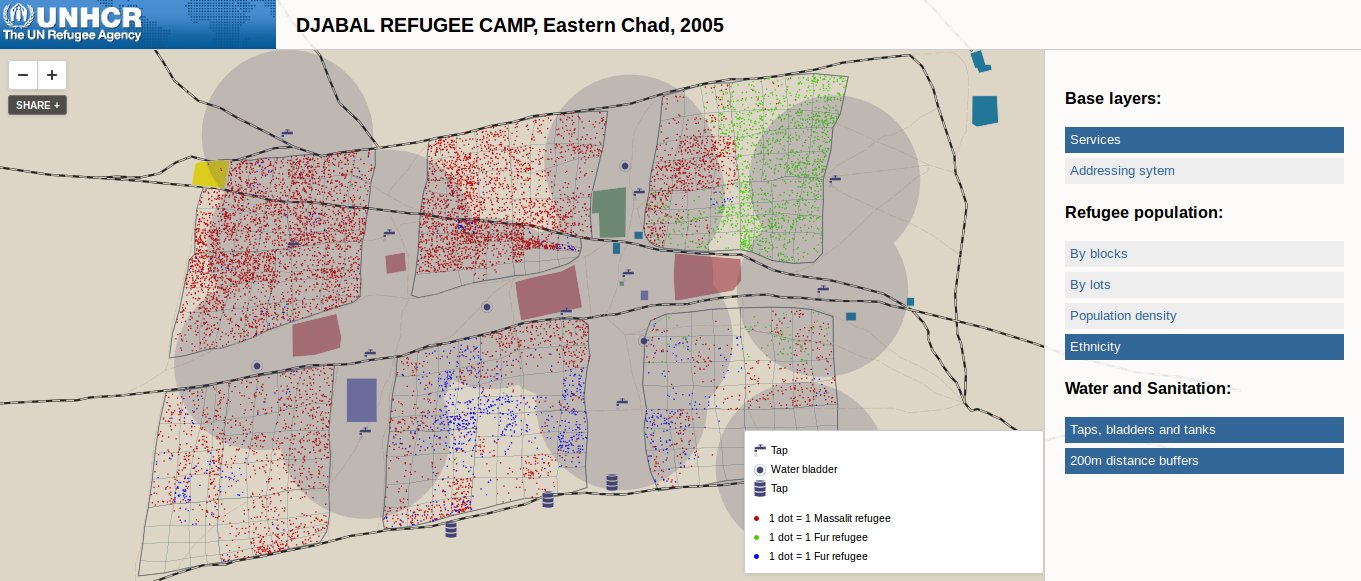 UNHCR
The UN Refugee Agency
DJABAL REFUGEE CAMP, Eastern Chad, 2005
−
+
SHARE +
Base layers:
Services
Addressing sytem
Refugee population:
By blocks
By lots
Population density
Ethnicity
Water and Sanitation:
Taps, bladders and tanks
200m distance buffers
Tap
Water bladder
Tap
1 dot = 1 Massalit refugee
1 dot = 1 Fur refugee
1 dot = 1 Fur refugee